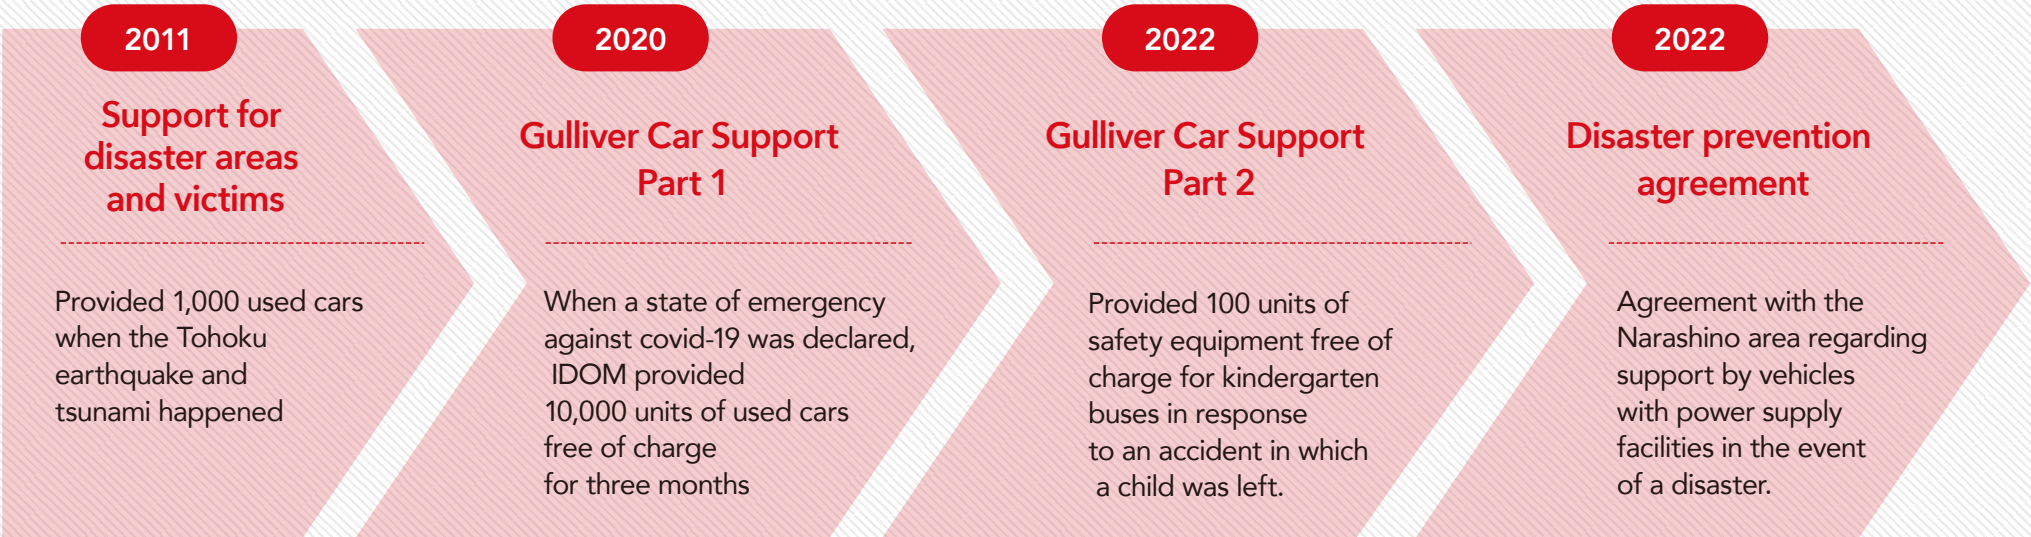 2011
Support for
disaster areas
and victims
Provided 1,000 used cars
when the Tohoku
earthquake and
tsunami happened
2020
Gulliver Car Support
Part 1
When a state of emergency
against covid-19 was declared,
IDOM provided
10,000 units of used cars
free of charge
for three months
2022
Gulliver Car Support
Part 2
Provided 100 units of
safety equipment free of
charge for kindergarten
buses in response
to an accident in which
a child was left.
2022
Disaster prevention
agreement
Agreement with the
Narashino area regarding
support by vehicles
with power supply
facilities in the event
of a disaster.